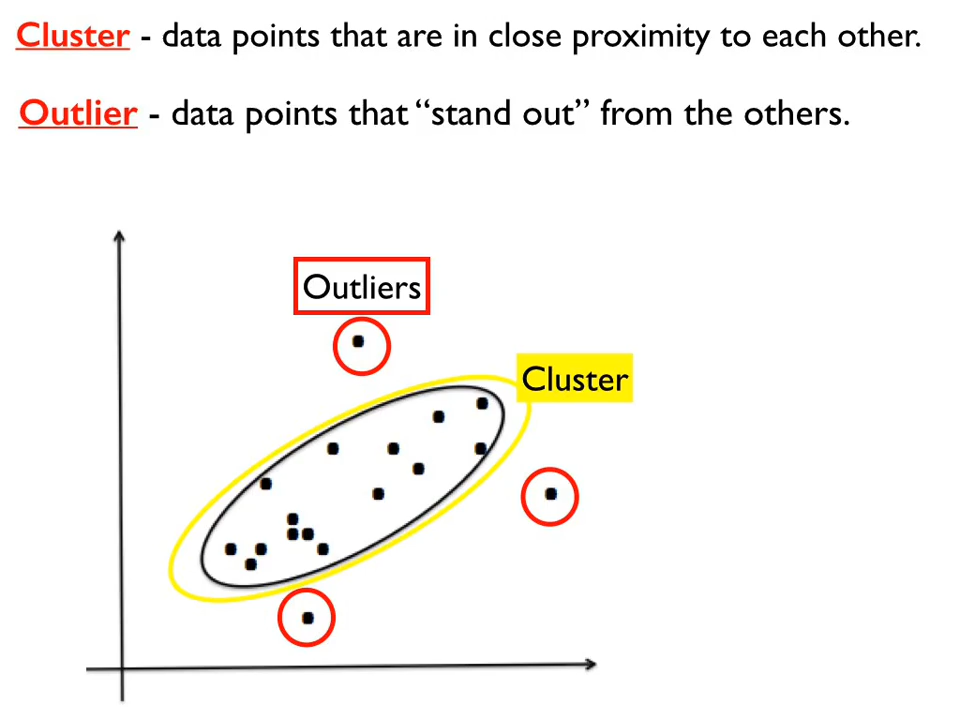 Cluster - data points that are in close proximity to each other.
Outlier - data points that “stand out” from the others.
Outliers
Cluster